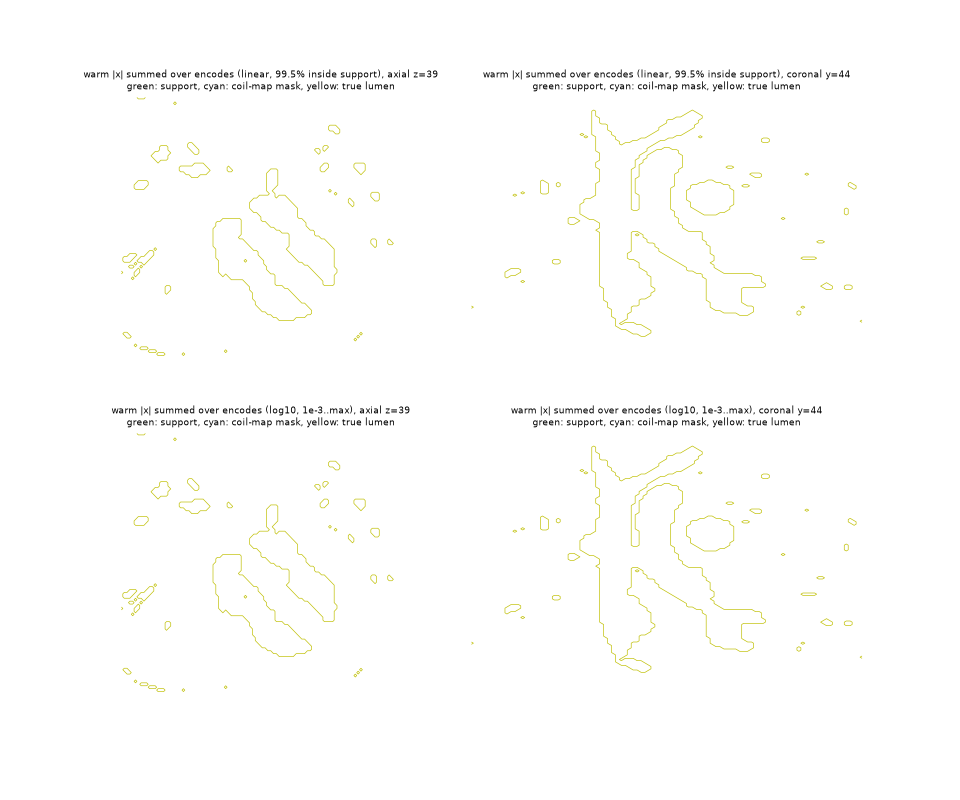 warm |x| summed over encodes (linear, 99.5% inside support), axial z=39
green: support, cyan: coil-map mask, yellow: true lumen
warm |x| summed over encodes (linear, 99.5% inside support), coronal y=44
green: support, cyan: coil-map mask, yellow: true lumen
warm |x| summed over encodes (log10, 1e-3..max), axial z=39
green: support, cyan: coil-map mask, yellow: true lumen
warm |x| summed over encodes (log10, 1e-3..max), coronal y=44
green: support, cyan: coil-map mask, yellow: true lumen